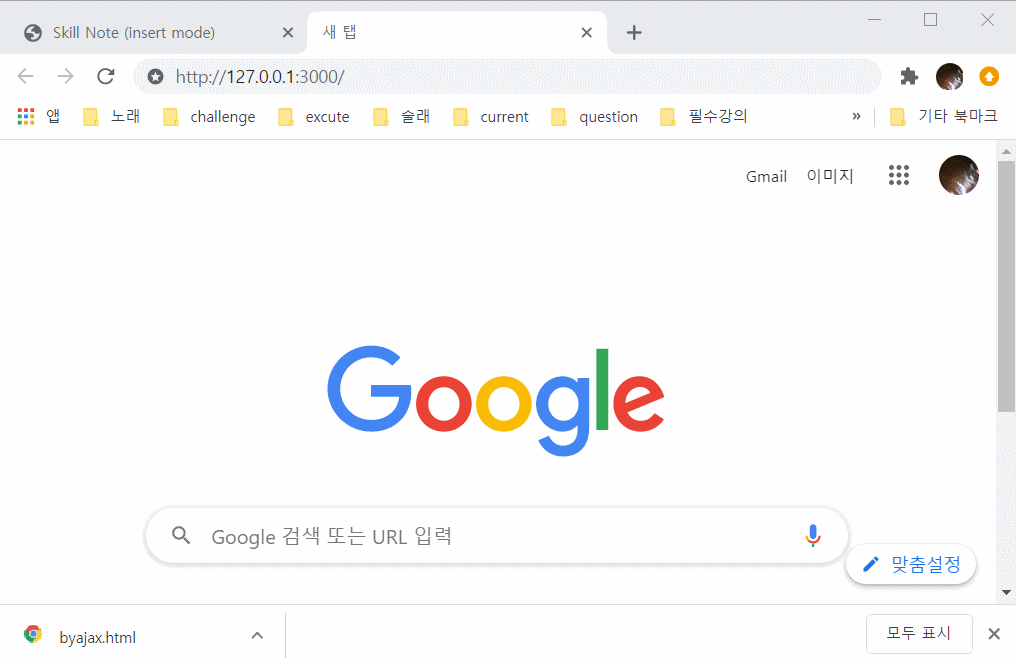 Skill Note (insert mode) 새 탭
http://127.0.0.1:3000/
앱 노래 challenge excute 술래 current question 필수강의 » 기타 북마크
Gmail 이미지
Google
Google 검색 또는 URL 입력
맞춤설정
byajax.html 모두 표시